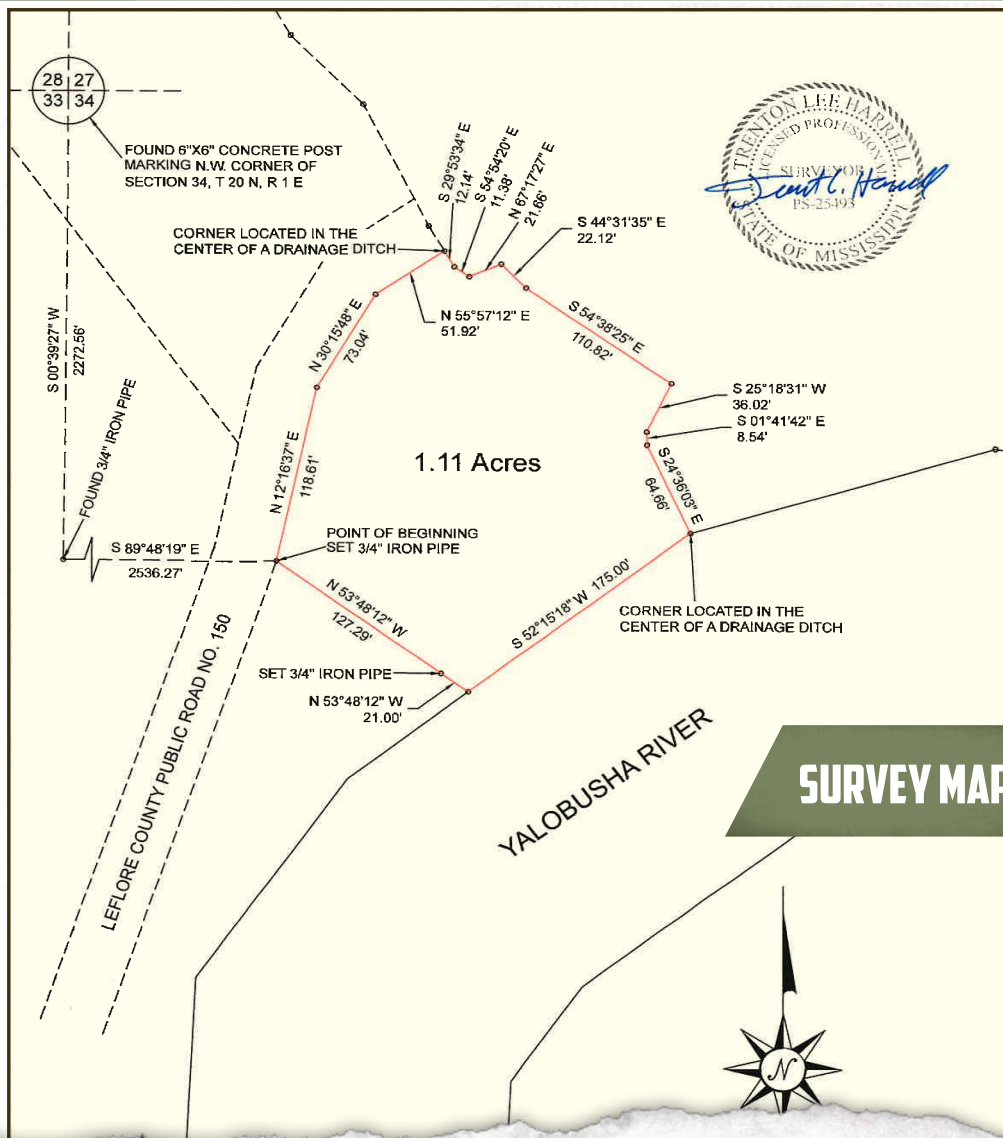 28 27
33 34
FOUND 6"X6" CONCRETE POST
MARKING N.W. CORNER OF
SECTION 34, T 20 N, R 1 E
TRENTON LEE HARRELL
LICENSED PROFESSIONAL
SURVEYOR
PS-25493
STATE OF MISSISSIPPI
CORNER LOCATED IN THE
CENTER OF A DRAINAGE DITCH
S 29°53'34" E
12.14'
S 54°54'20" E
11.38'
N 67°17'27" E
21.66'
S 44°31'35" E
22.12'
N 55°57'12" E
51.92'
S 54°38'25" E
110.82'
S 00°39'27" W
2272.56'
N 30°15'48" E
73.04'
S 25°18'31" W
36.02'
S 01°41'42" E
8.54'
FOUND 3/4" IRON PIPE
N 12°16'37" E
118.61'
1.11 Acres
S 24°36'03" E
64.66'
S 89°48'19" E
2536.27'
POINT OF BEGINNING
SET 3/4" IRON PIPE
N 53°48'12" W
127.29'
S 52°15'18" W 175.00'
CORNER LOCATED IN THE
CENTER OF A DRAINAGE DITCH
SET 3/4" IRON PIPE
N 53°48'12" W
21.00'
LEFLORE COUNTY PUBLIC ROAD NO. 150
YALOBUSHA RIVER
SURVEY MAP
N